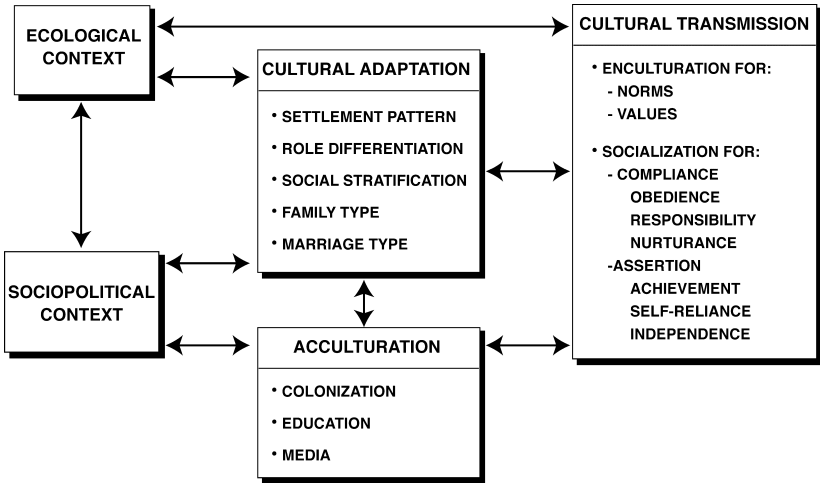 ECOLOGICAL
CONTEXT
SOCIOPOLITICAL
CONTEXT
CULTURAL ADAPTATION
• SETTLEMENT PATTERN
• ROLE DIFFERENTIATION
• SOCIAL STRATIFICATION
• FAMILY TYPE
• MARRIAGE TYPE
ACCULTURATION
• COLONIZATION
• EDUCATION
• MEDIA
CULTURAL TRANSMISSION
• ENCULTURATION FOR:
- NORMS
- VALUES
• SOCIALIZATION FOR:
- COMPLIANCE
OBEDIENCE
RESPONSIBILITY
NURTURANCE
-ASSERTION
ACHIEVEMENT
SELF-RELIANCE
INDEPENDENCE